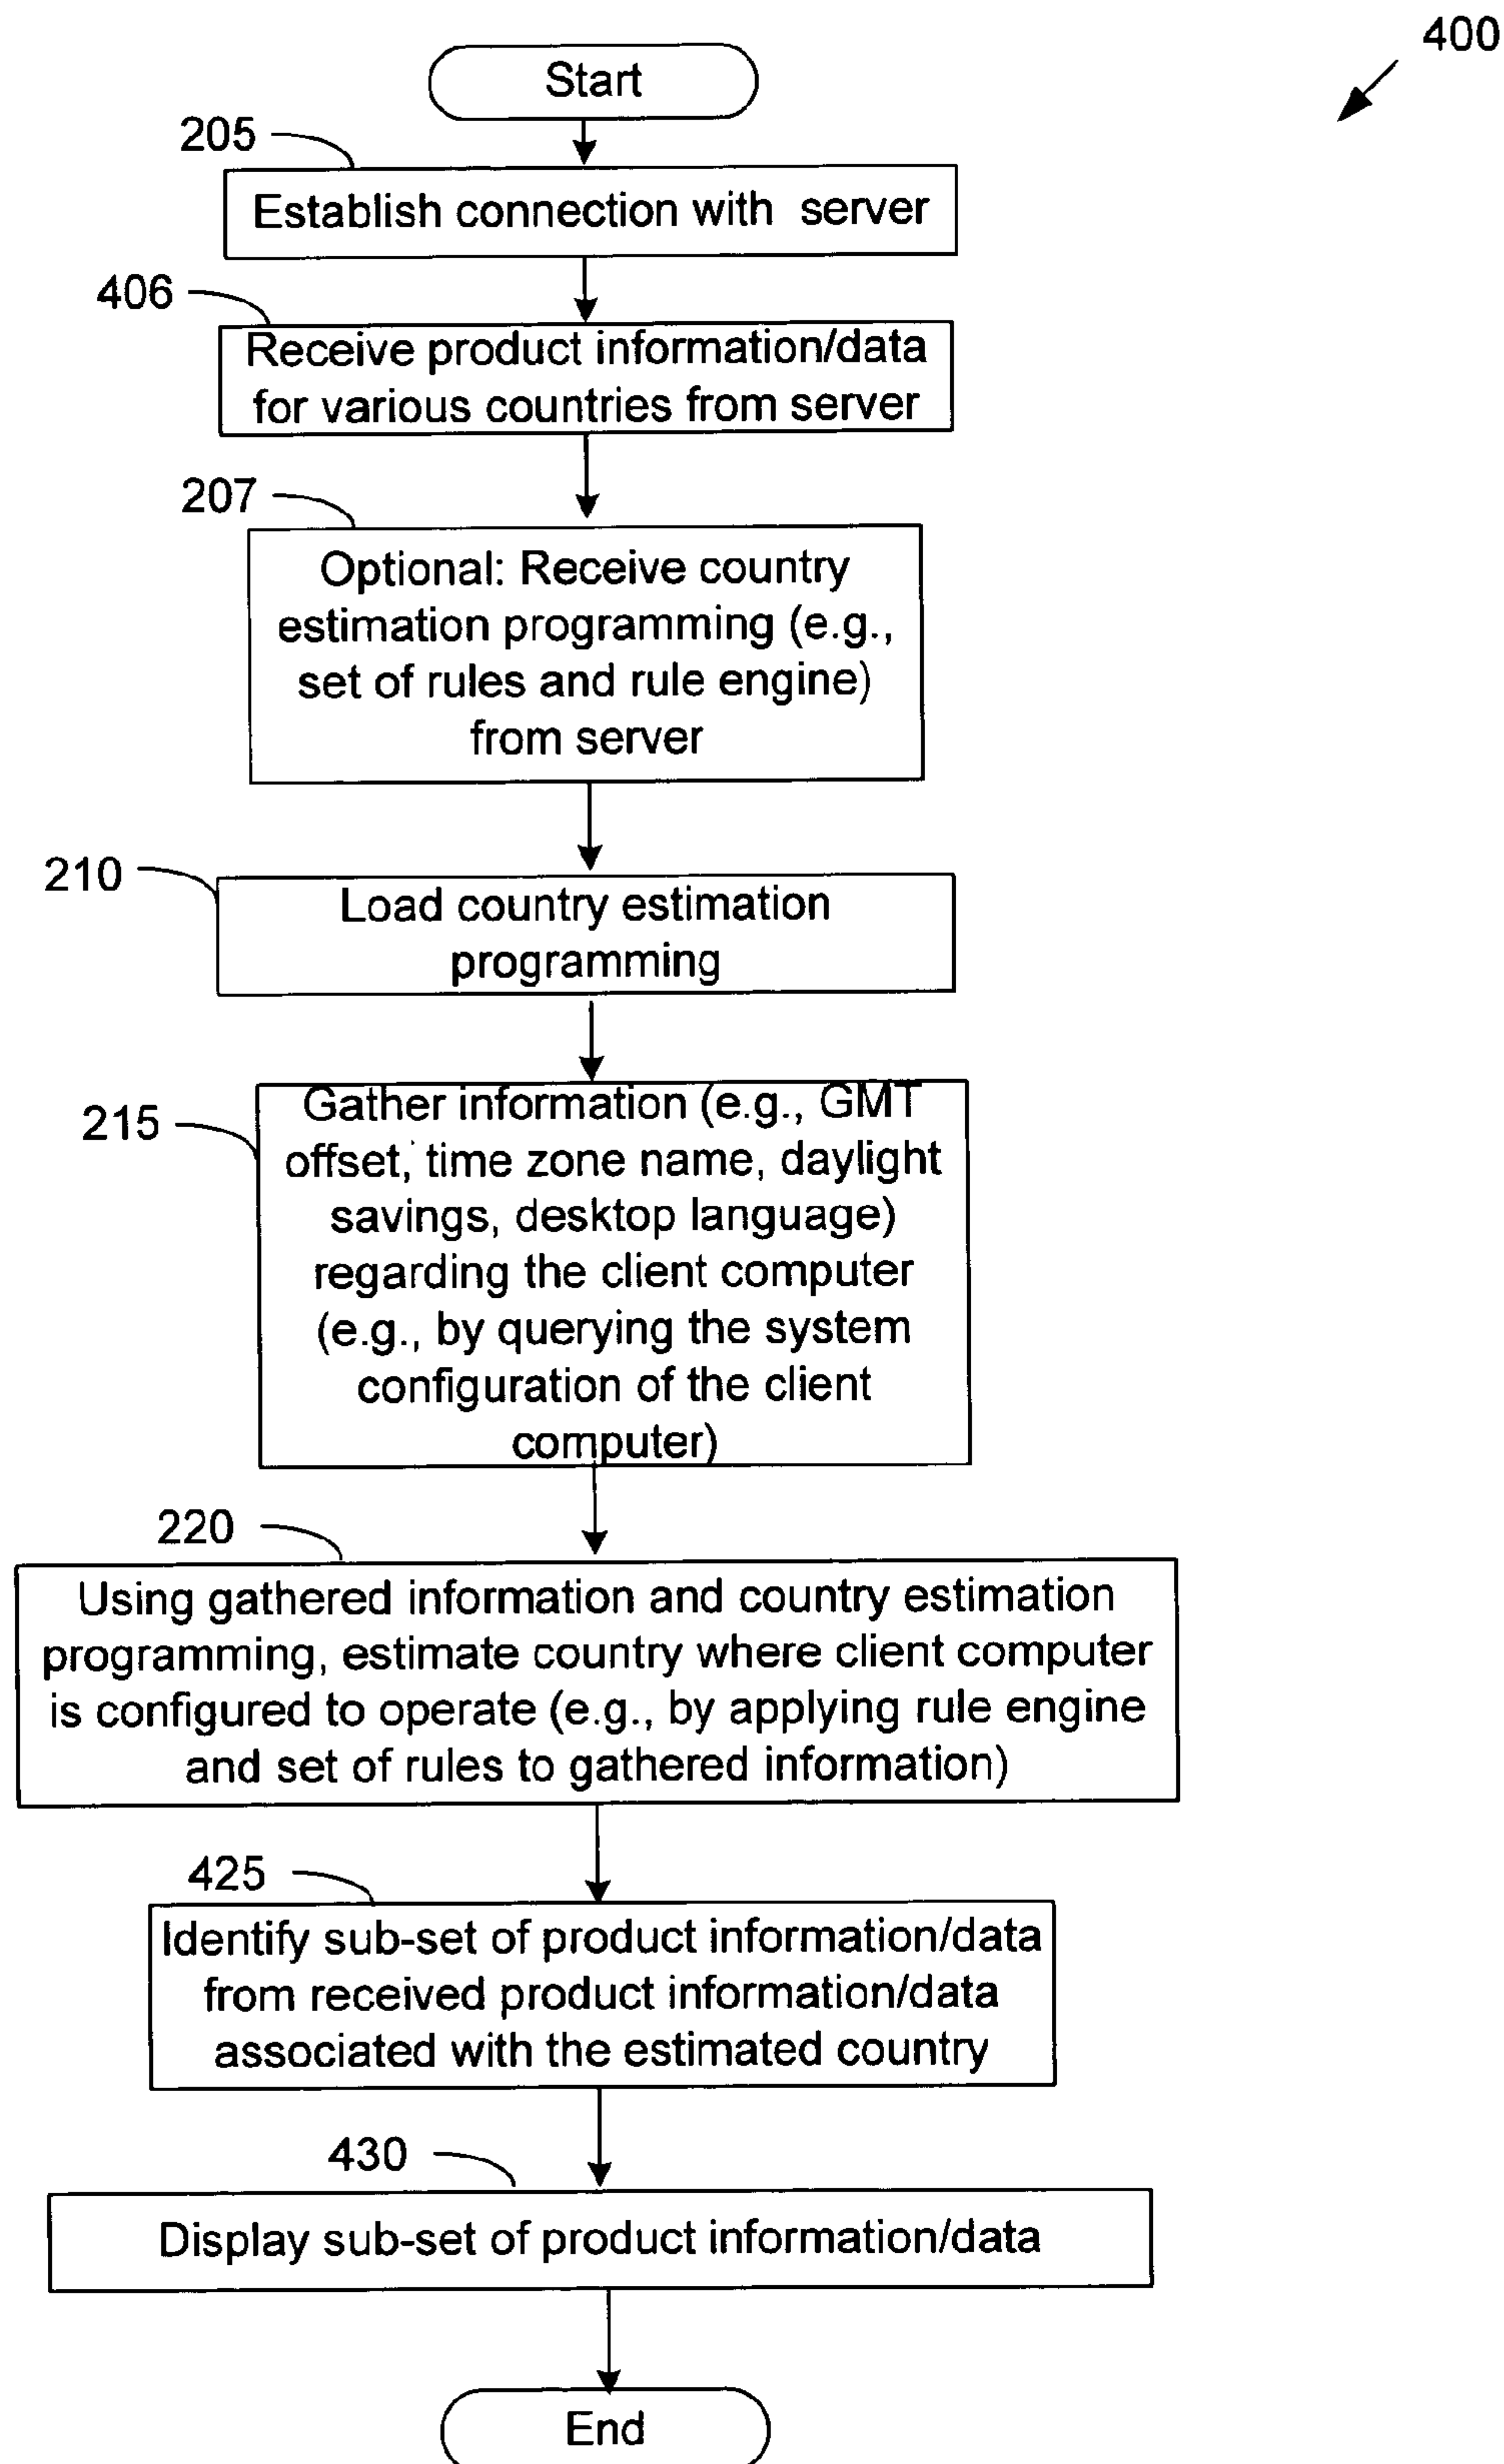 400
Start
205
Establish connection with server
406
Receive product information/data
for various countries from server
207
Optional: Receive country
estimation programming (e.g.,
set of rules and rule engine)
from server
210
Load country estimation
programming
215
Gather information (e.g., GMT
offset, time zone name, daylight
savings, desktop language)
regarding the client computer
(e.g., by querying the system
configuration of the client
computer)
220
Using gathered information and country estimation
programming, estimate country where client computer
is configured to operate (e.g., by applying rule engine
and set of rules to gathered information)
425
Identify sub-set of product information/data
from received product information/data
associated with the estimated country
430
Display sub-set of product information/data
End